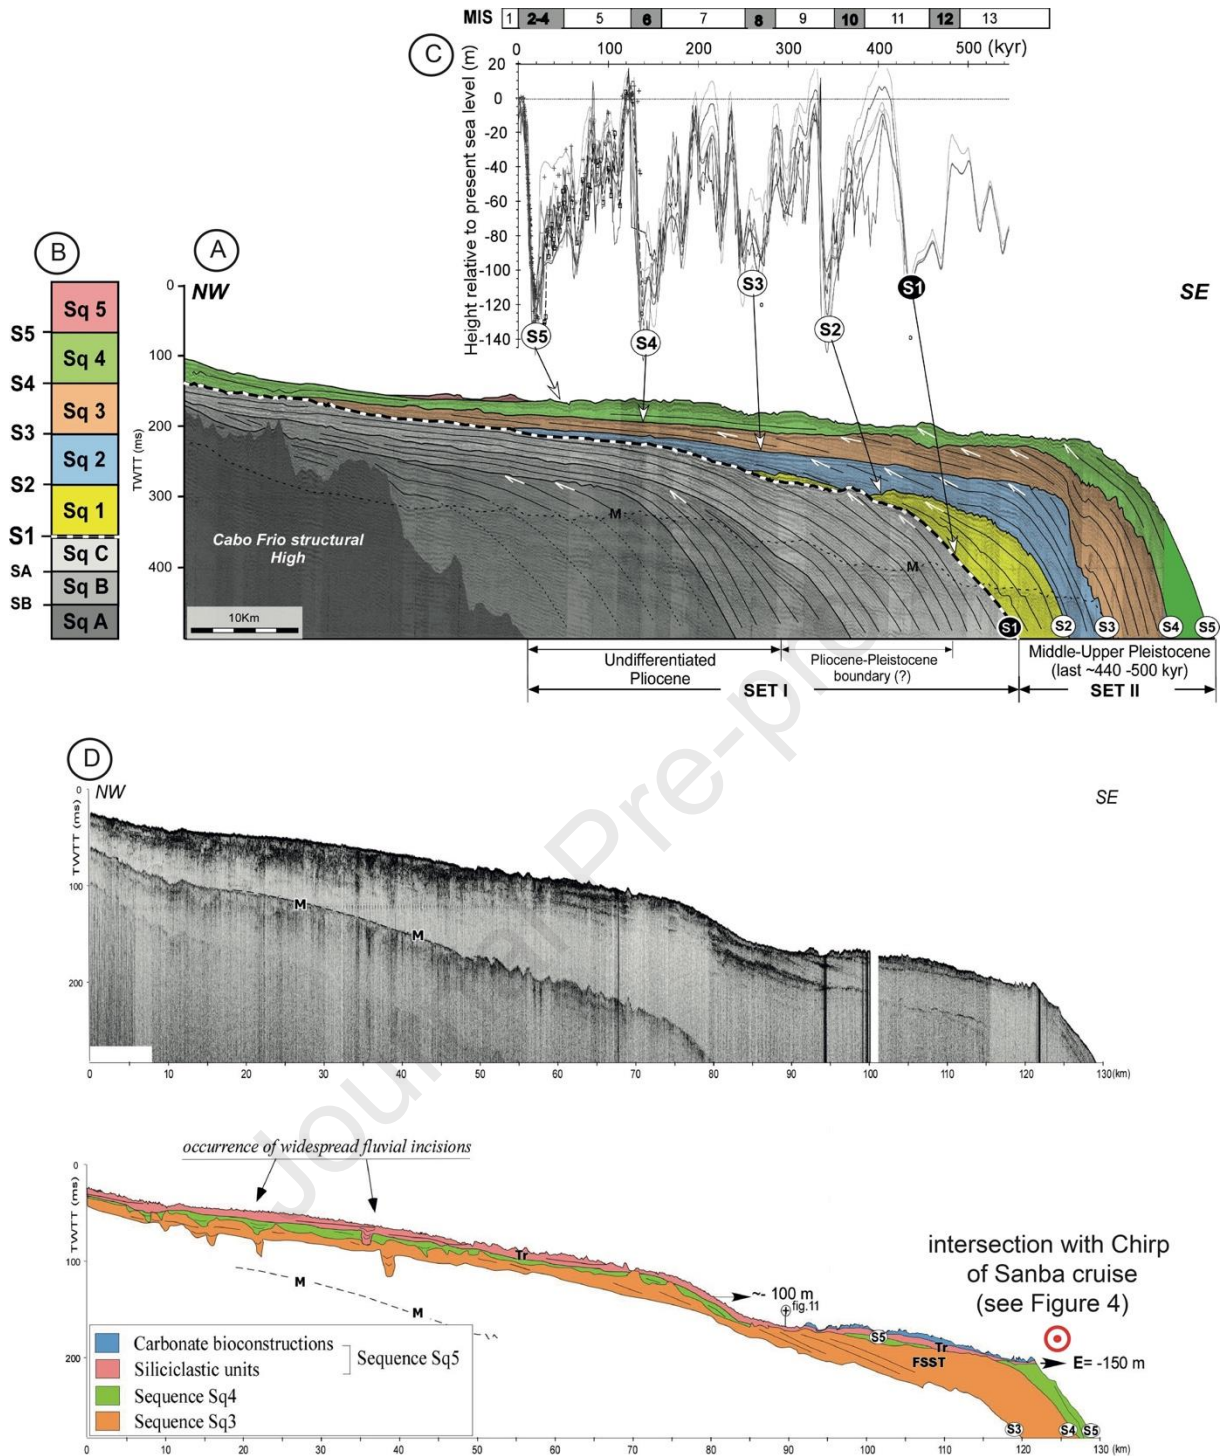 MIS 1 2-4 5 6 7 8 9 10 11 12 13
C
0 100 200 300 400 500 (kyr)
Height relative to present sea level (m)
20
0
-20
-40
-60
-80
-100
-120
-140
S5 S4 S3 S2 S1
B
Sq 5
S5
Sq 4
S4
Sq 3
S3
Sq 2
S2
Sq 1
S1
Sq C
SA
Sq B
SB
Sq A
A
NW
SE
TWTT (ms)
0
100
200
300
400
Cabo Frio structural
High
M
M
10Km
S1 S2 S3 S4 S5
Undifferentiated
Pliocene
Pliocene-Pleistocene
boundary (?)
Middle-Upper Pleistocene
(last ~440 -500 kyr)
SET I
SET II
Journal Pre-pro
D
NW
SE
TWTT (ms)
0
100
200
M
M
0 10 20 30 40 50 60 70 80 90 100 110 120 130(km)
occurrence of widespread fluvial incisions
TWTT (ms)
0
100
200
M
M
Tr
~- 100 m
fig.11
S5
Tr
FSST
intersection with Chirp
of Sanba cruise
(see Figure 4)
E= -150 m
S3 S4 S5
Carbonate bioconstructions
Siliciclastic units
Sequence Sq5
Sequence Sq4
Sequence Sq3
0 10 20 30 40 50 60 70 80 90 100 110 120 130 (km)